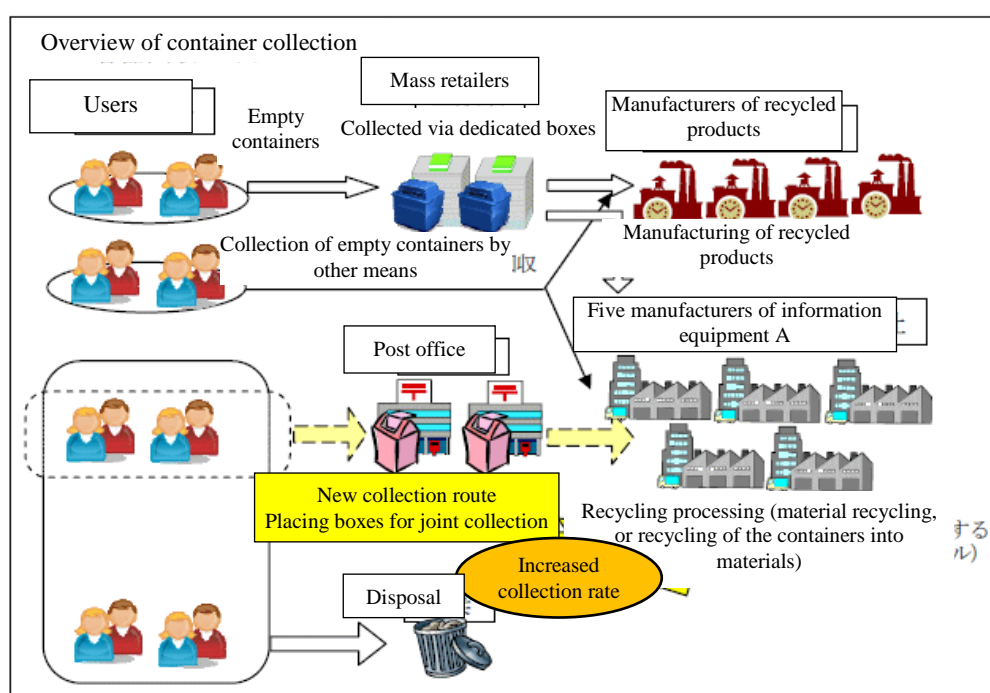 Overview of container collection
Users
Empty
containers
Mass retailers
Collected via dedicated boxes
Manufacturers of recycled
products
Manufacturing of recycled
products
Collection of empty containers by
other means
Five manufacturers of information
equipment A
Post office
New collection route
Placing boxes for joint collection
Recycling processing (material recycling,
or recycling of the containers into
materials)
する
ル)
Increased
collection rate
Disposal